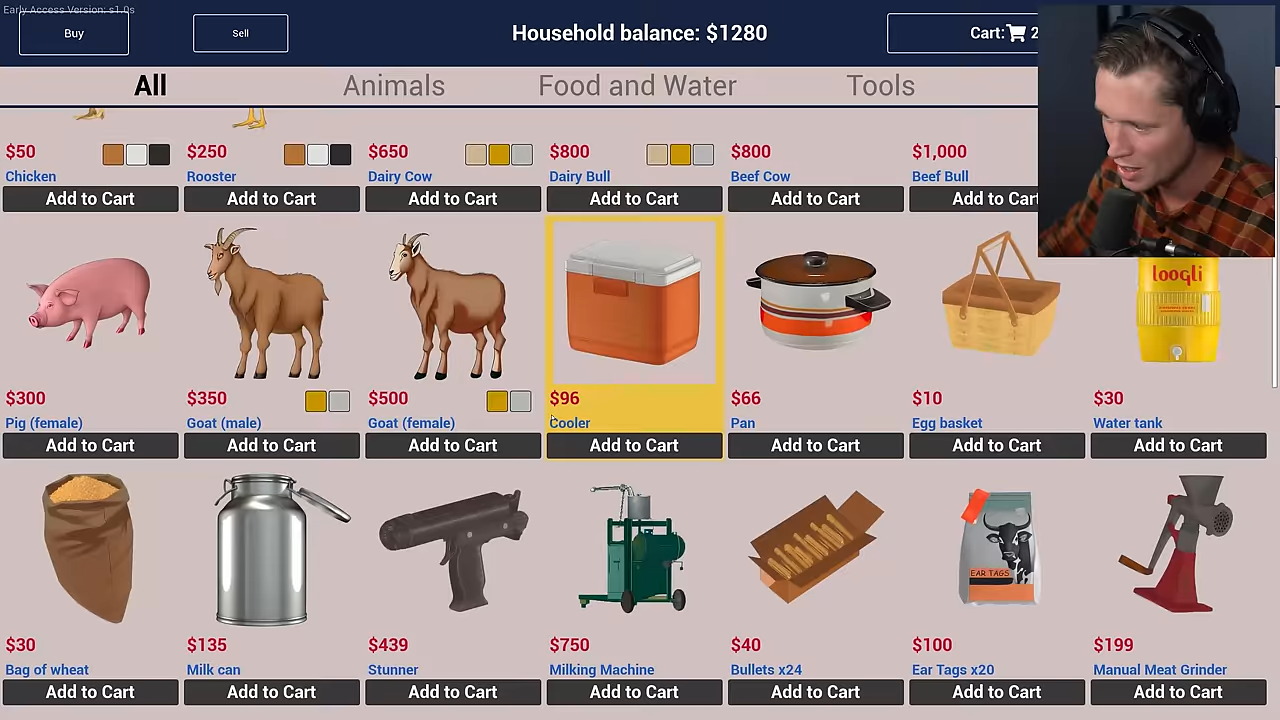 Early Access Version: s1.0s
Buy
Sell
Household balance: $1280
Cart: 2
All
Animals
Food and Water
Tools
$50
$250
$650
$800
$800
$1,000
Chicken
Rooster
Dairy Cow
Dairy Bull
Beef Cow
Beef Bull
Add to Cart
Add to Cart
Add to Cart
Add to Cart
Add to Cart
Add to Cart
looqli
$300
$350
$500
$96
$66
$10
$30
Pig (female)
Goat (male)
Goat (female)
Cooler
Pan
Egg basket
Water tank
Add to Cart
Add to Cart
Add to Cart
Add to Cart
Add to Cart
Add to Cart
Add to Cart
EAR TAGS
$30
$135
$439
$750
$40
$100
$199
Bag of wheat
Milk can
Stunner
Milking Machine
Bullets x24
Ear Tags x20
Manual Meat Grinder
Add to Cart
Add to Cart
Add to Cart
Add to Cart
Add to Cart
Add to Cart
Add to Cart